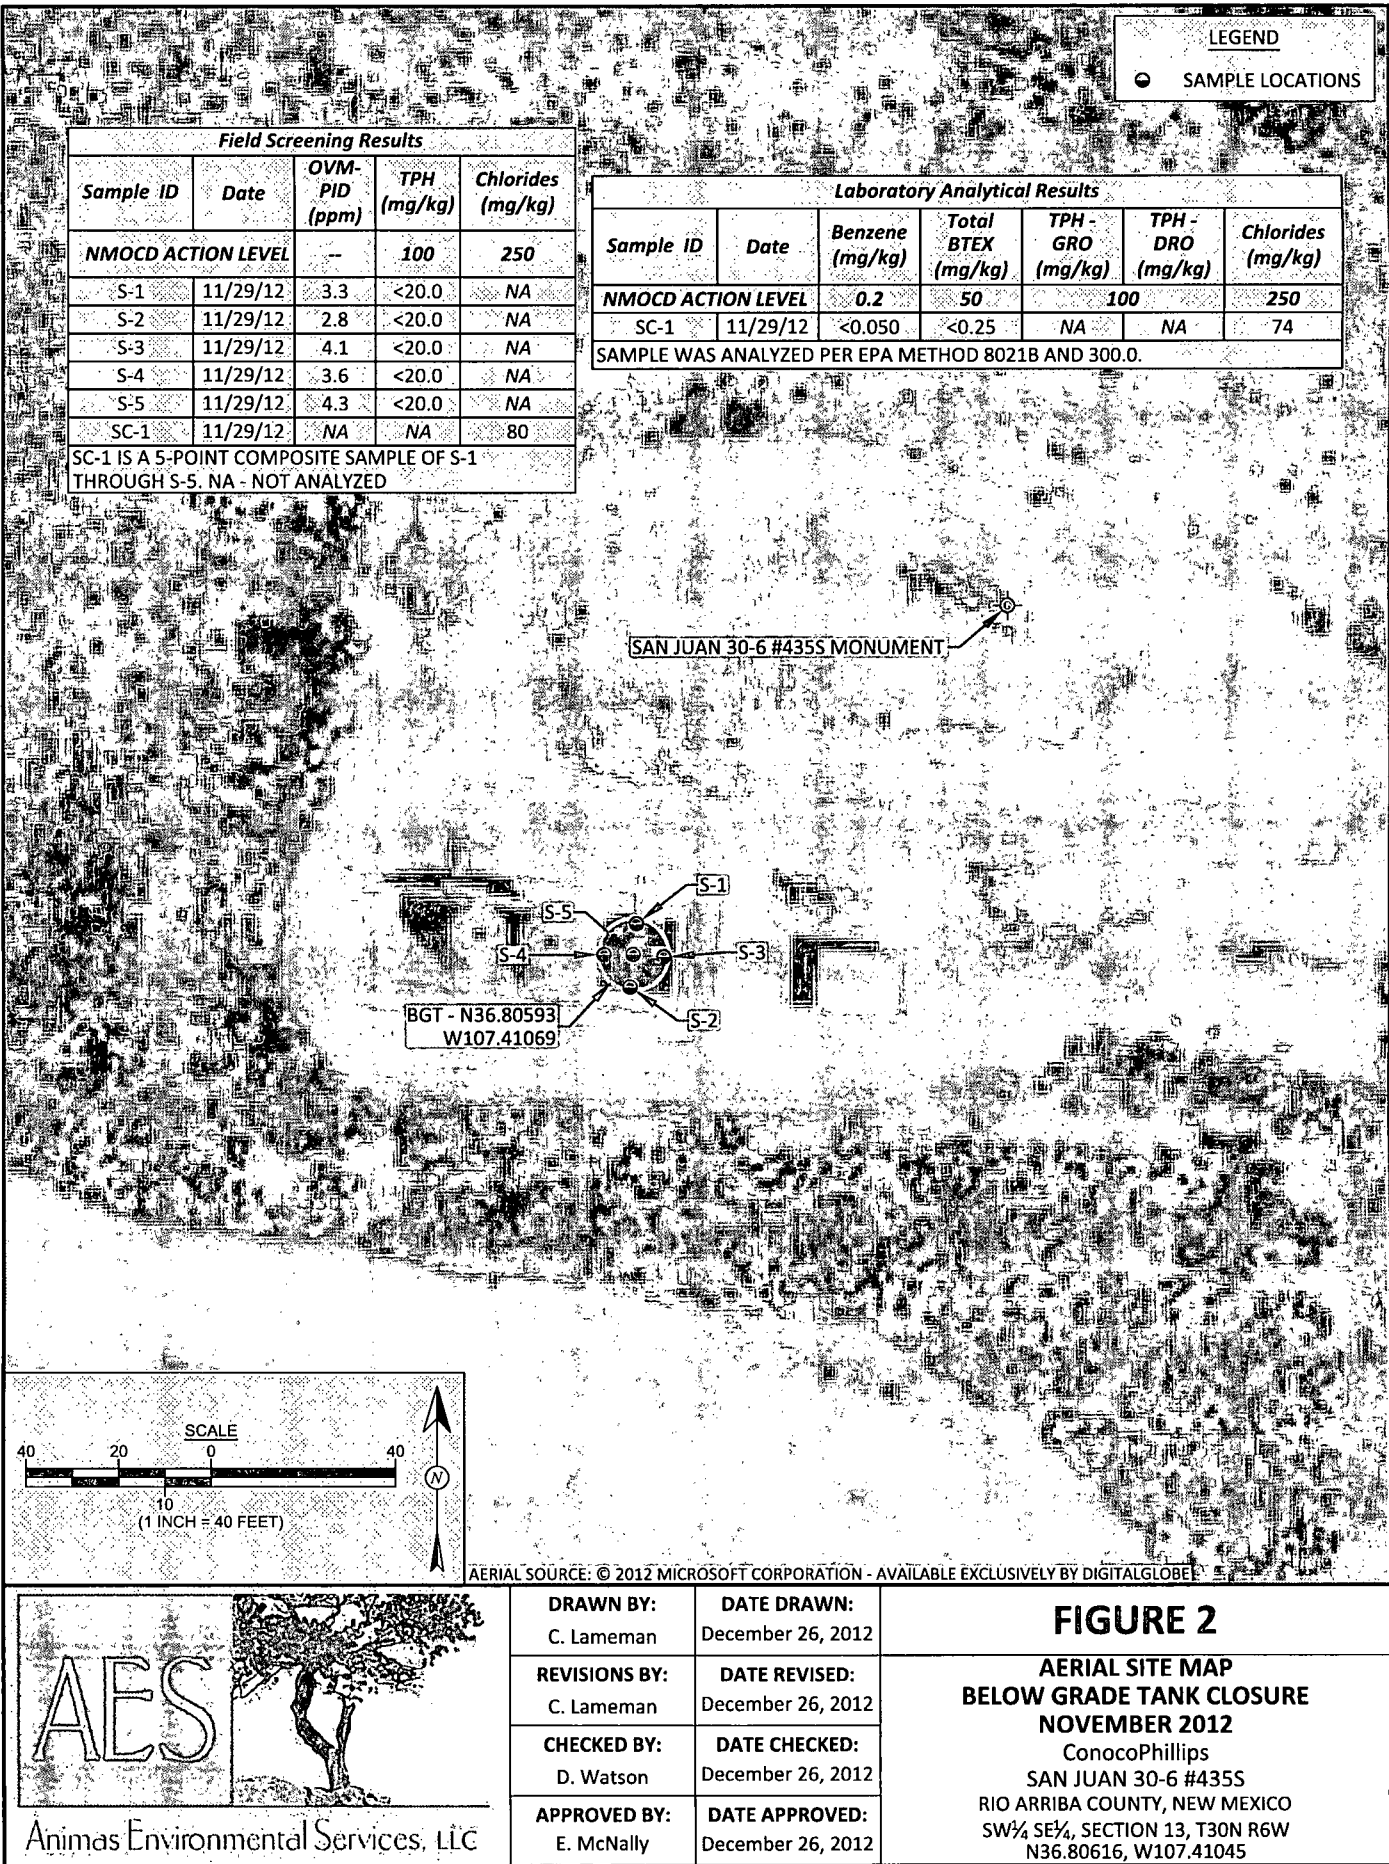 LEGEND
SAMPLE LOCATIONS
Field Screening Results
Sample ID Date OVM-PID (ppm) TPH (mg/kg) Chlorides (mg/kg)
NMOCD ACTION LEVEL -- 100 250
S-1 11/29/12 3.3 <20.0 NA
S-2 11/29/12 2.8 <20.0 NA
S-3 11/29/12 4.1 <20.0 NA
S-4 11/29/12 3.6 <20.0 NA
S-5 11/29/12 4.3 <20.0 NA
SC-1 11/29/12 NA NA 80
SC-1 IS A 5-POINT COMPOSITE SAMPLE OF S-1
THROUGH S-5. NA - NOT ANALYZED
Laboratory Analytical Results
Sample ID Date Benzene (mg/kg) Total BTEX (mg/kg) TPH - GRO (mg/kg) TPH - DRO (mg/kg) Chlorides (mg/kg)
NMOCD ACTION LEVEL 0.2 50 100 250
SC-1 11/29/12 <0.050 <0.25 NA NA 74
SAMPLE WAS ANALYZED PER EPA METHOD 8021B AND 300.0.
SAN JUAN 30-6 #435S MONUMENT
S-1
S-5
S-4
S-3
S-2
BGT - N36.80593
W107.41069
SCALE
40 20 0 40
10
(1 INCH = 40 FEET)
N
AERIAL SOURCE: © 2012 MICROSOFT CORPORATION - AVAILABLE EXCLUSIVELY BY DIGITALGLOBE
AES
Animas Environmental Services, LLC
DRAWN BY:
C. Lameman
DATE DRAWN:
December 26, 2012
REVISIONS BY:
C. Lameman
DATE REVISED:
December 26, 2012
CHECKED BY:
D. Watson
DATE CHECKED:
December 26, 2012
APPROVED BY:
E. McNally
DATE APPROVED:
December 26, 2012
FIGURE 2
AERIAL SITE MAP
BELOW GRADE TANK CLOSURE
NOVEMBER 2012
ConocoPhillips
SAN JUAN 30-6 #435S
RIO ARRIBA COUNTY, NEW MEXICO
SW¼ SE¼, SECTION 13, T30N R6W
N36.80616, W107.41045